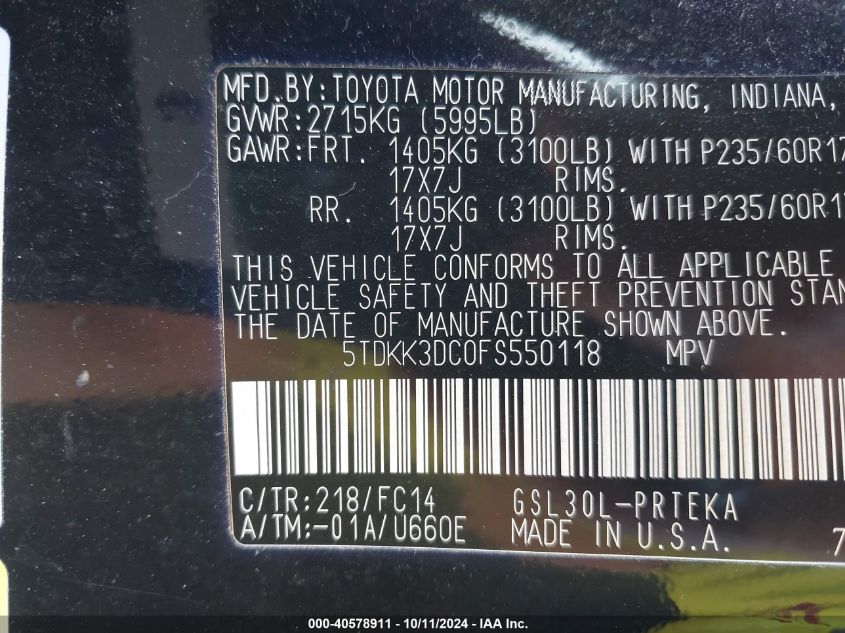 MFD.BY:TOYOTA MOTOR MANUFACTURING, INDIANA,
GVWR:2715KG (5995LB)
GAWR:FRT. 1405KG (3100LB) WITH P235/60R17
17X7J RIMS.
RR. 1405KG (3100LB) WITH P235/60R17
17X7J RIMS.
THIS VEHICLE CONFORMS TO ALL APPLICABLE
VEHICLE SAFETY AND THEFT PREVENTION
THE DATE OF MANUFACTURE SHOWN ABOVE.
5TDKK3DC0FS550118 MPV
C/TR:218/FC14 GSL30L-PRTEKA
A/TM:-01A/U660E MADE IN U.S.A.
000-40578911 - 10/11/2024 - IAA Inc.